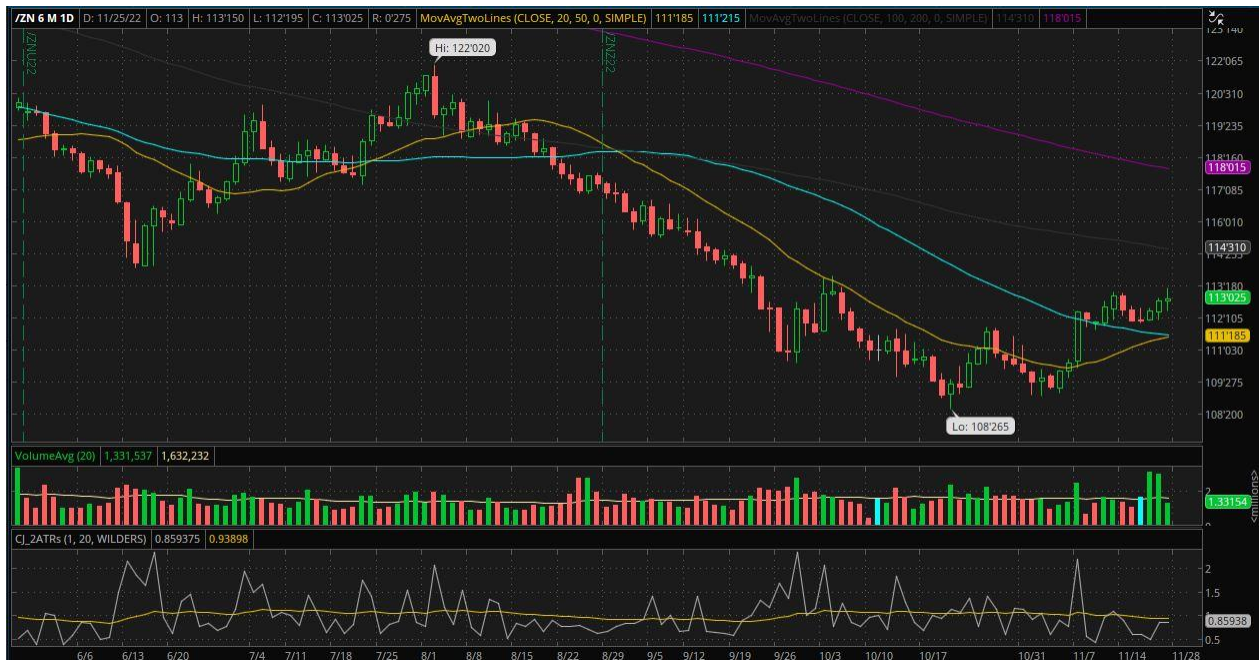 /ZN 6 M 1D D: 11/25/22 O: 113 H: 113'150 L: 112'195 C: 113'025 R: 0'275 MovAvgTwoLines (CLOSE, 20, 50, 0, SIMPLE) 111'185 111'215 MovAvgTwoLines (CLOSE, 100, 200, 0, SIMPLE) 114'310 118'015
/ZNU22
/ZNZ22
Hi: 122'020
Lo: 108'265
123'140
122'065
120'310
119'235
118'160
118'015
117'085
116'010
114'310
114'255
113'180
113'025
112'105
111'185
111'030
109'275
108'200
VolumeAvg (20) 1,331,537 1,632,232
2
1.33154
0
<millions>
CJ_2ATRs (1, 20, WILDERS) 0.859375 0.93898
2
1.5
1
0.85938
0.5
6/6 6/13 6/20 7/4 7/11 7/18 7/25 8/1 8/8 8/15 8/22 8/29 9/5 9/12 9/19 9/26 10/3 10/10 10/17 10/31 11/7 11/14 11/28